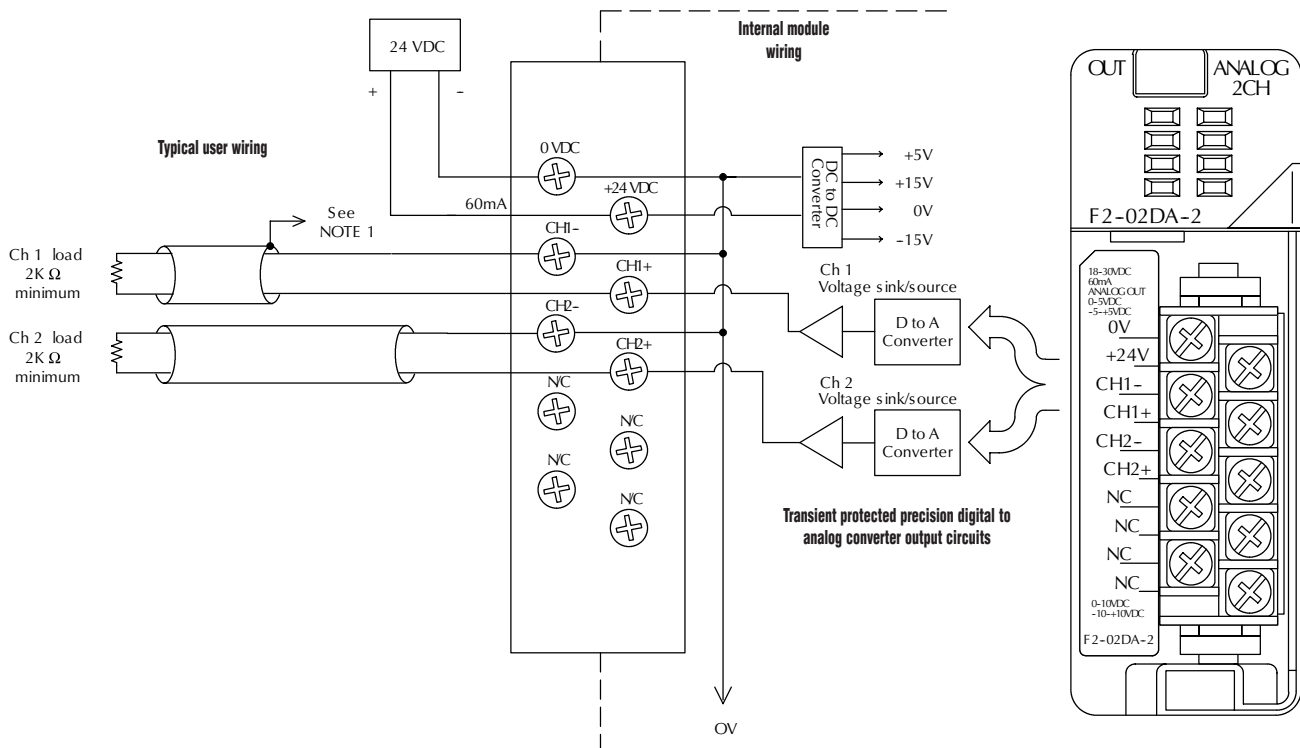 24 VDC
+
-
Internal module
wiring
Typical user wiring
0 VDC
+24 VDC
60mA
See
NOTE 1
CH1-
Ch 1 load
2K Ω
minimum
CH1+
CH2-
Ch 2 load
2K Ω
minimum
CH2+
N/C
N/C
N/C
N/C
DC to DC
Converter
+5V
+15V
0V
-15V
Ch 1
Voltage sink/source
D to A
Converter
Ch 2
Voltage sink/source
D to A
Converter
Transient protected precision digital to
analog converter output circuits
OV
OUT
ANALOG
2CH
F2-02DA-2
18-30VDC
60mA
ANALOG OUT
0-5VDC
-5-+5VDC
0V
+24V
CH1-
CH1+
CH2-
CH2+
NC
NC
NC
NC
0-10VDC
-10-+10VDC
F2-02DA-2